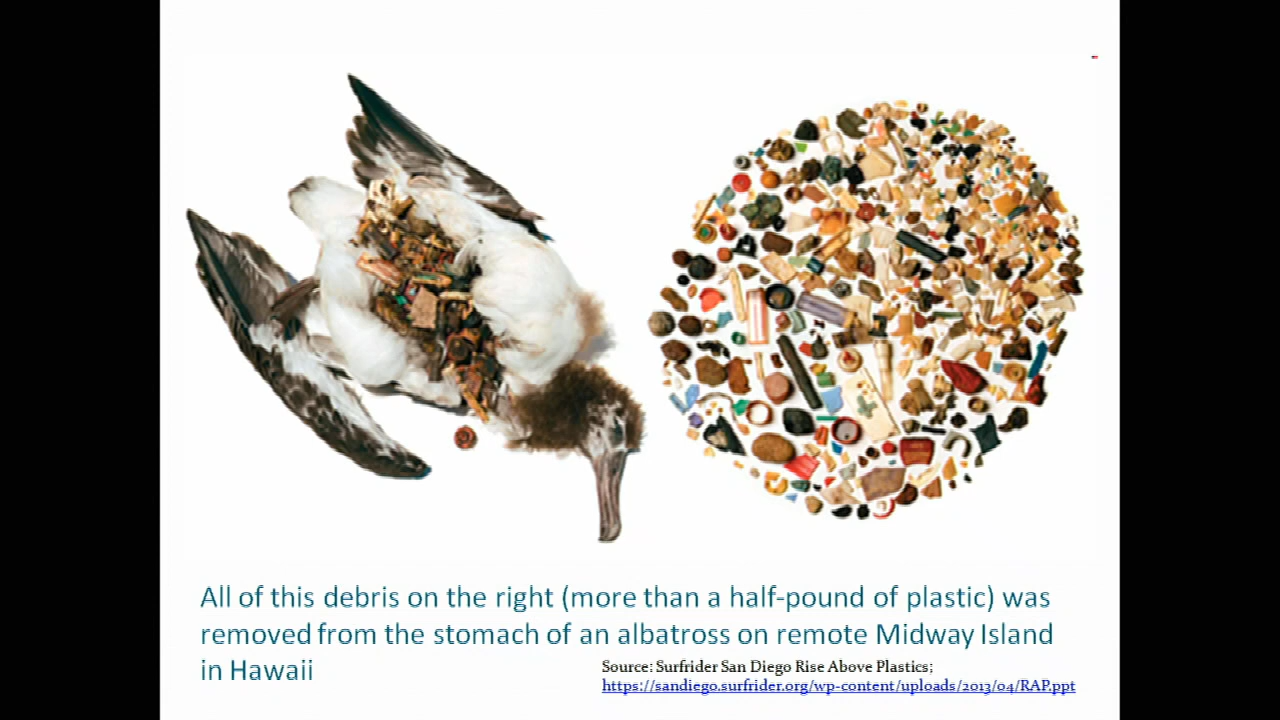 All of this debris on the right (more than a half-pound of plastic) was
removed from the stomach of an albatross on remote Midway Island
in Hawaii
Source: Surfrider San Diego Rise Above Plastics;
https://sandiego.surfrider.org/wp-content/uploads/2013/04/RAP.ppt